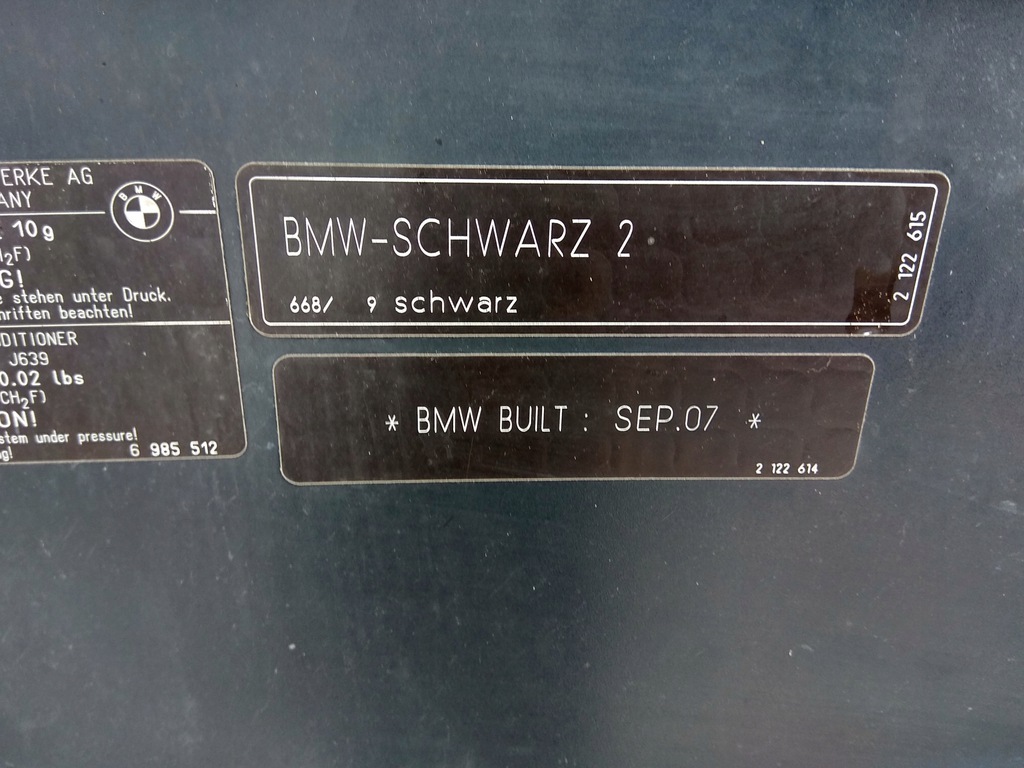 ERKE AG
ANY
BMW
10g
H₂F)
G!
e stehen unter Druck.
hriften beachten!
DITIONER
J639
0.02 lbs
CH₂F)
ON!
stem under pressure!
g!
6 985 512
BMW-SCHWARZ 2
668/ 9 schwarz
2 122 615
* BMW BUILT : SEP.07 *
2 122 614